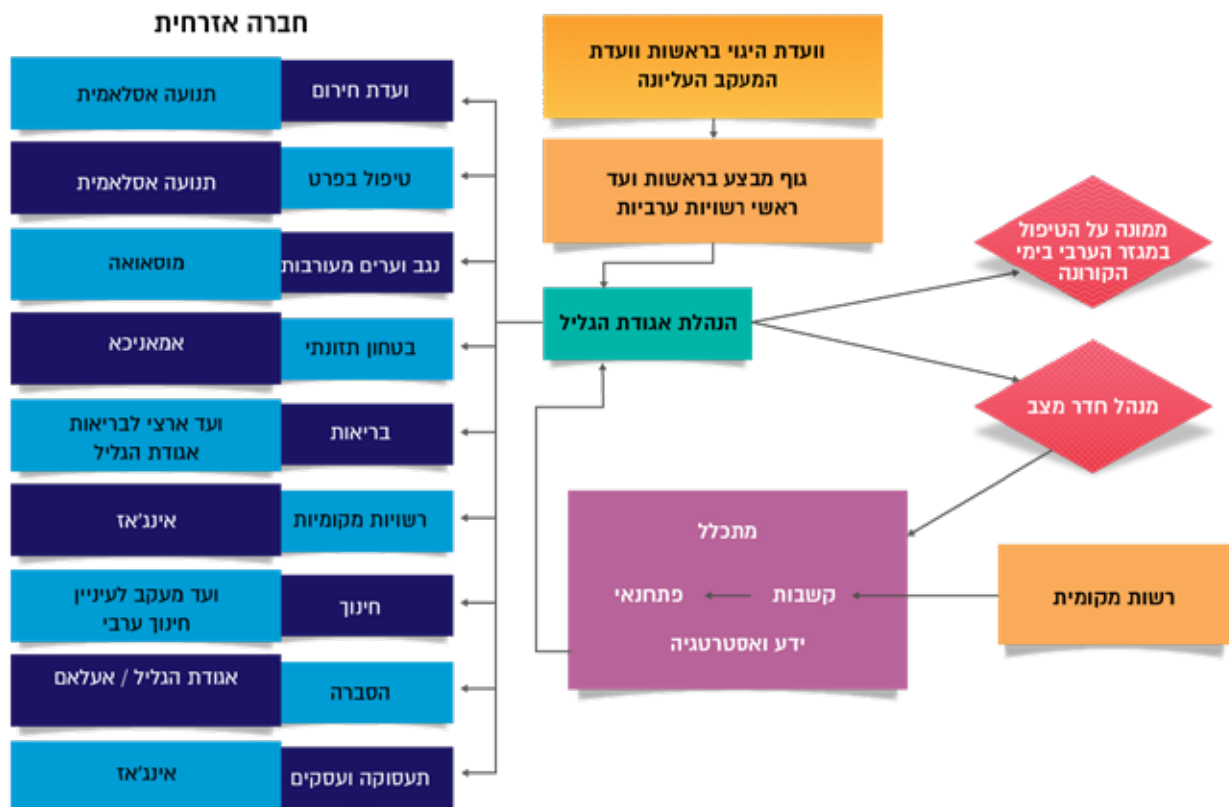 חברה אזרחית
וועדת היגוי בראשות וועדת
המעקב העליונה
גוף מבצע בראשות ועד
ראשי רשויות ערביות
הנהלת אגודת הגליל
ממונה על הטיפול
במגזר הערבי בימי
הקורונה
מנהל חדר מצב
מתכלל
קשבות
פתחנאי
ידע ואסטרטגיה
רשות מקומית
ועדת חירום
תנועה אסלאמית
טיפול בפרט
תנועה אסלאמית
נגב וערים מעורבות
מוסאואה
בטחון תזונתי
אמאניכא
בריאות
ועד ארצי לבריאות
אגודת הגליל
רשויות מקומיות
אינג'אז
חינוך
ועד מעקב לעיניין
חינוך ערבי
הסברה
אגודת הגליל / אעלאם
תעסוקה ועסקים
אינג'אז